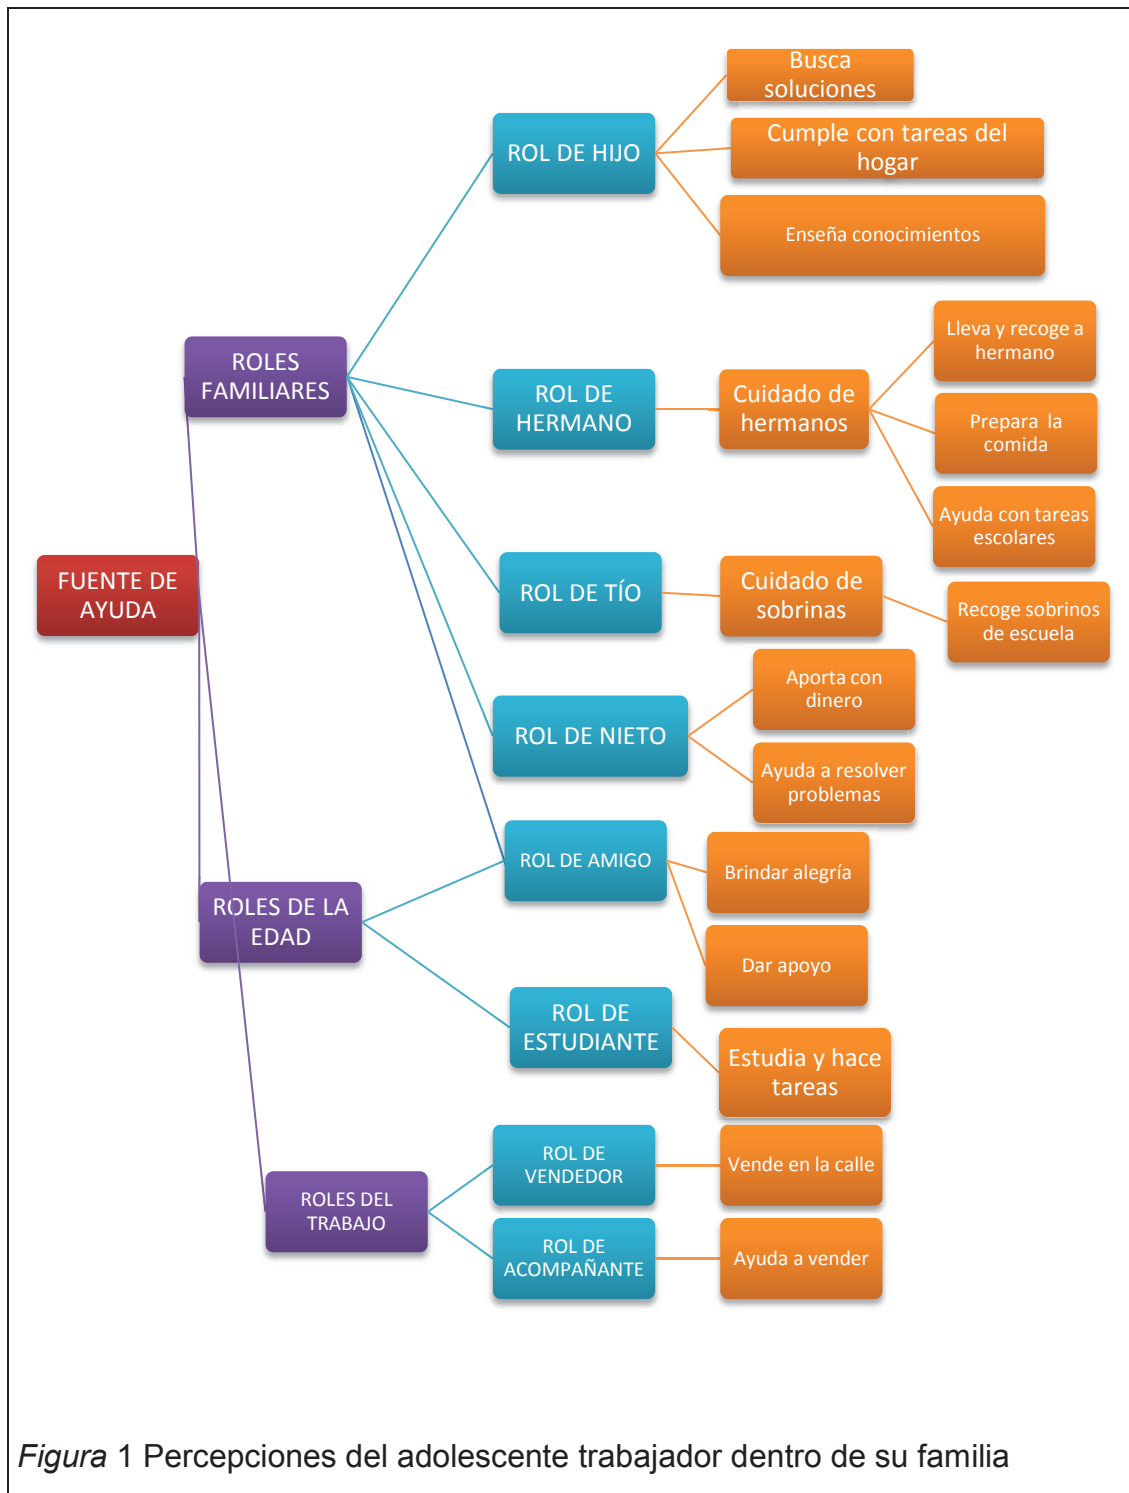 Busca
soluciones
ROL DE HIJO
Cumple con tareas del
hogar
Enseña conocimientos
ROLES
FAMILIARES
ROL DE
HERMANO
Cuidado de
hermanos
Lleva y recoge a
hermano
Prepara la
comida
Ayuda con tareas
escolares
FUENTE DE
AYUDA
ROL DE TÍO
Cuidado de
sobrinas
Recoge sobrinos
de escuela
ROL DE NIETO
Aporta con
dinero
Ayuda a resolver
problemas
ROLES DE LA
EDAD
ROL DE AMIGO
Brindar alegría
Dar apoyo
ROL DE
ESTUDIANTE
Estudia y hace
tareas
ROLES DEL
TRABAJO
ROL DE
VENDEDOR
Vende en la calle
ROL DE
ACOMPAÑANTE
Ayuda a vender
Figura 1 Percepciones del adolescente trabajador dentro de su familia